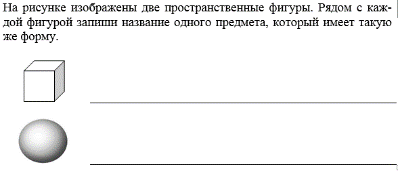 На рисунке изображены две пространственные фигуры. Рядом с каж-
дой фигурой запиши название одного предмета, который имеет такую
же форму.